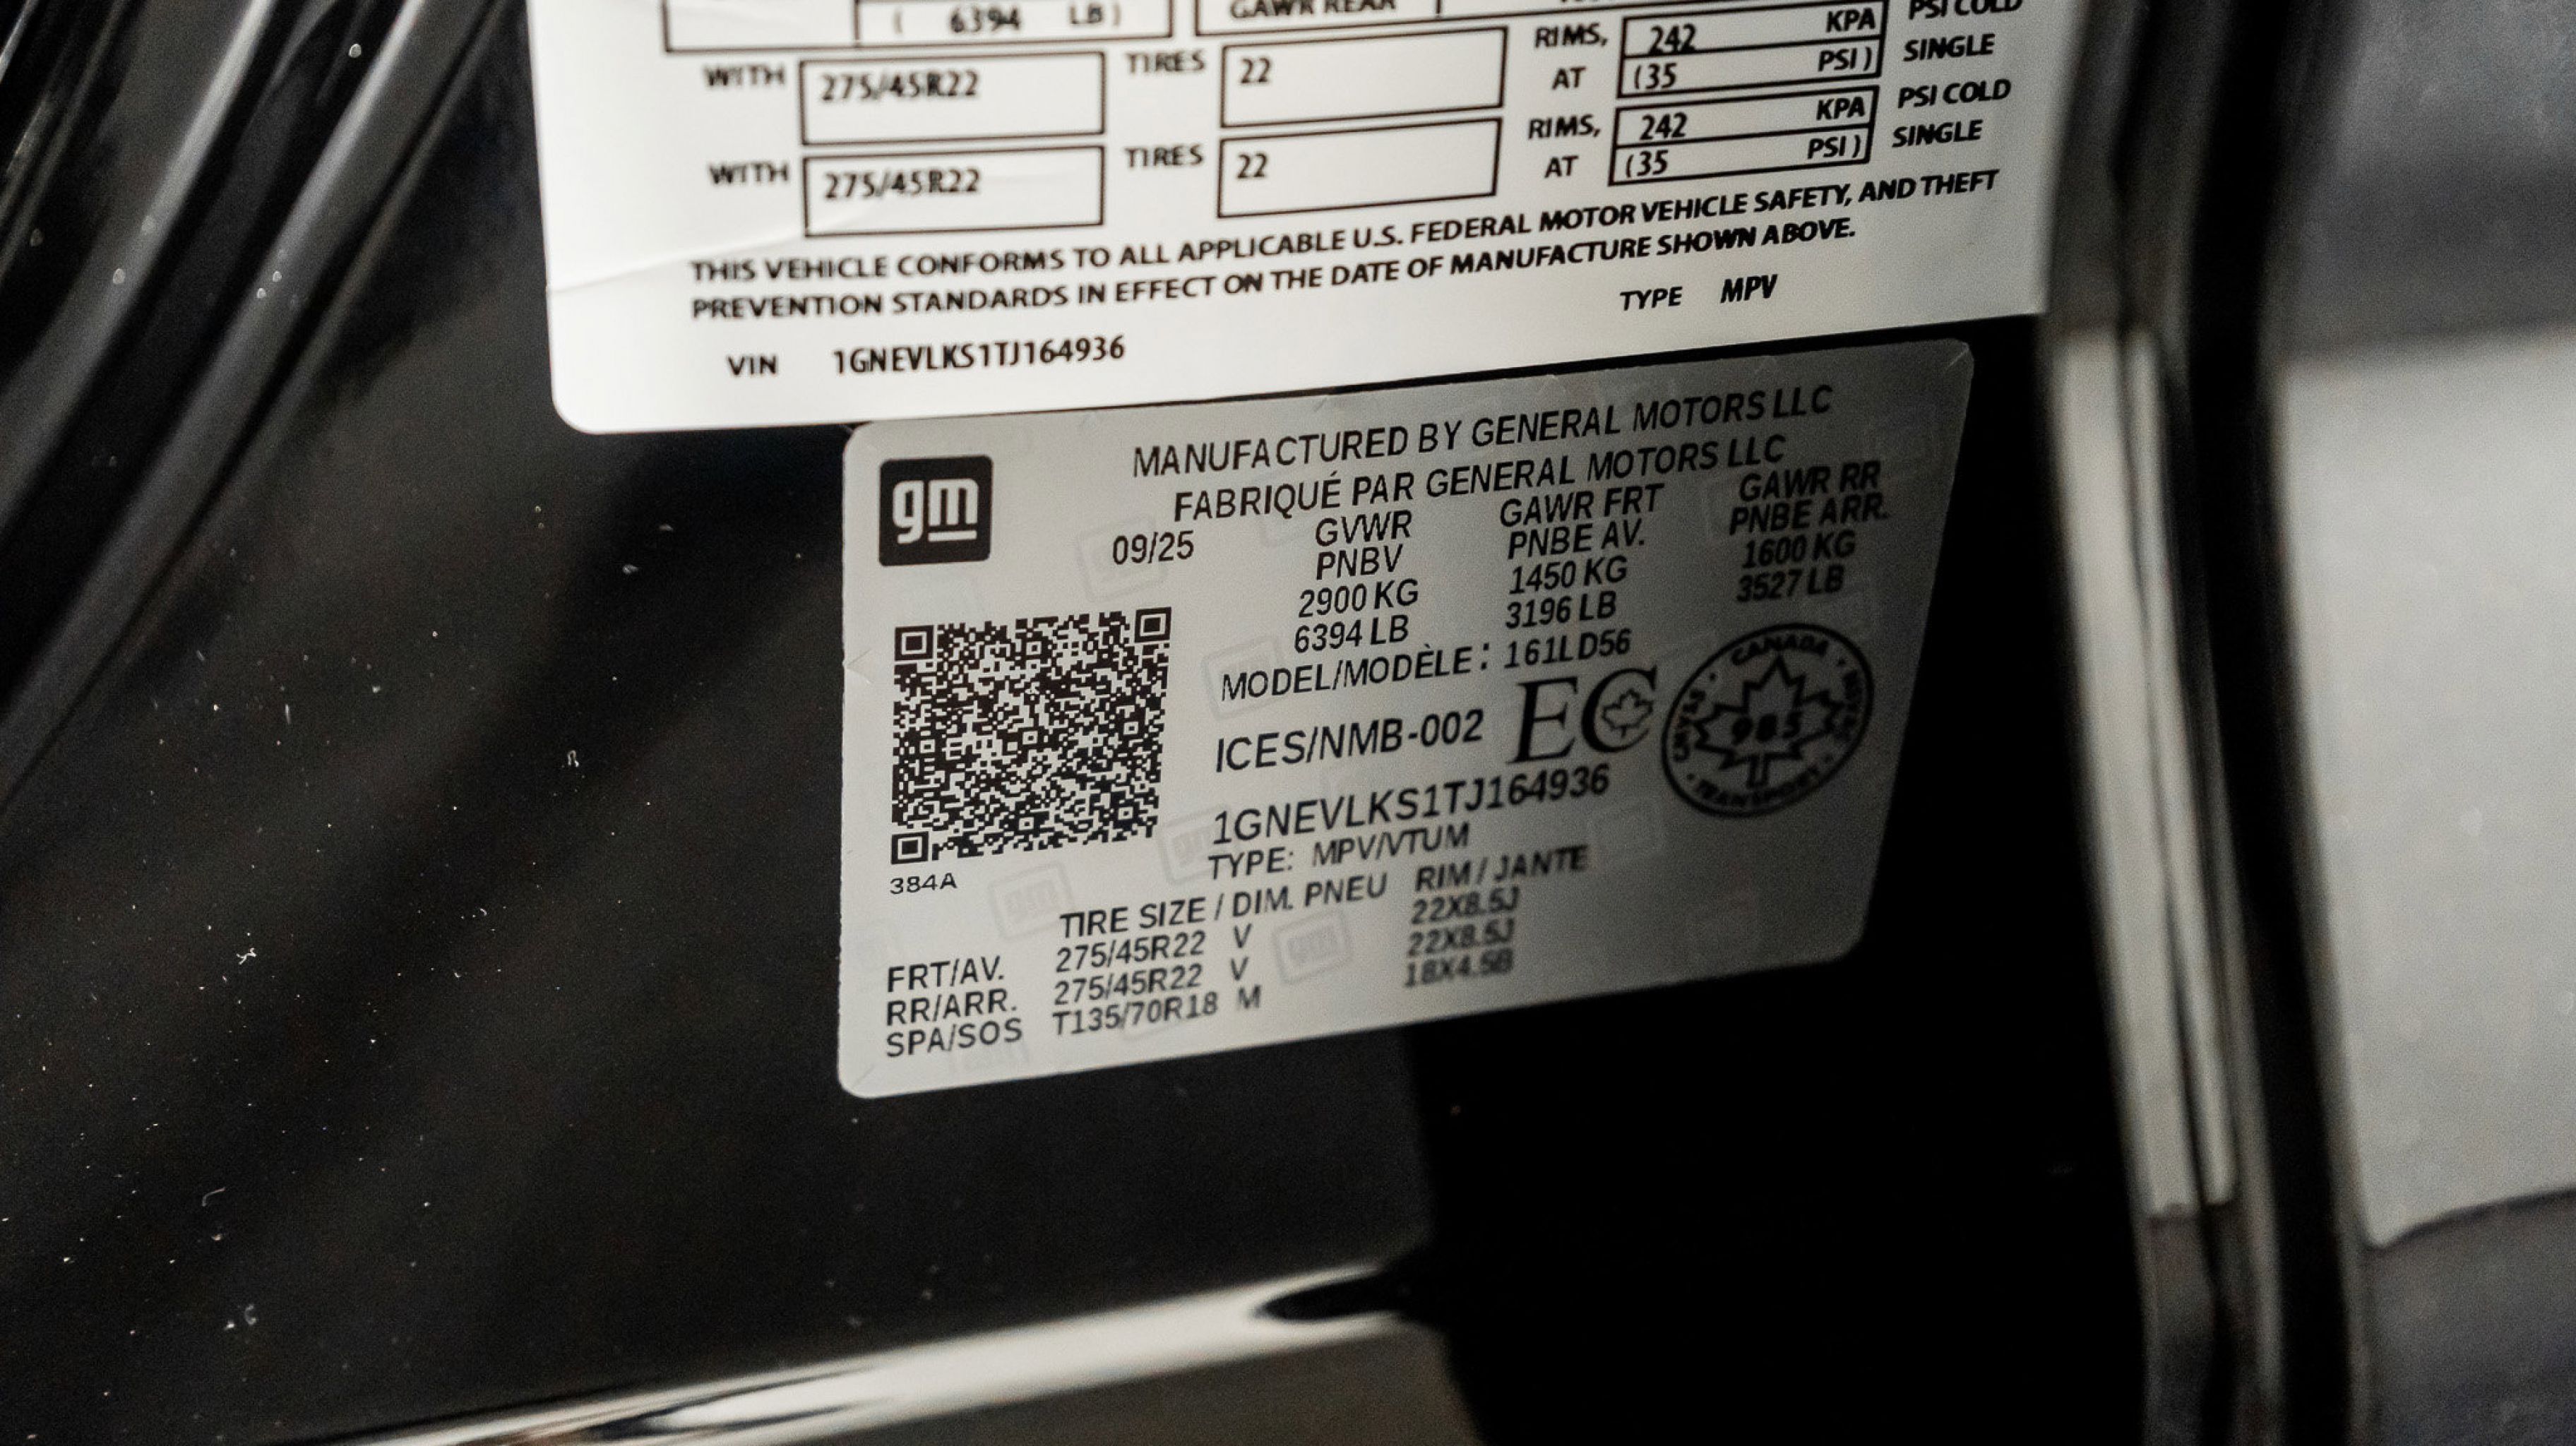 ( 6394 LB )
GAWR REAR
WITH 275/45R22 TIRES 22 RIMS, AT 242 KPA (35 PSI ) PSI COLD SINGLE
WITH 275/45R22 TIRES 22 RIMS, AT 242 KPA (35 PSI ) PSI COLD SINGLE
THIS VEHICLE CONFORMS TO ALL APPLICABLE U.S. FEDERAL MOTOR VEHICLE SAFETY, AND THEFT
PREVENTION STANDARDS IN EFFECT ON THE DATE OF MANUFACTURE SHOWN ABOVE.
TYPE MPV
VIN 1GNEVLKS1TJ164936
gm
MANUFACTURED BY GENERAL MOTORS LLC
FABRIQUÉ PAR GENERAL MOTORS LLC
09/25 GVWR GAWR FRT GAWR RR
PNBV PNBE AV. PNBE ARR.
2900 KG 1450 KG 1600 KG
6394 LB 3196 LB 3527 LB
MODEL/MODÈLE: 161LD56
ICES/NMB-002 EC
CANADA
985
TRANSPORT
1GNEVLKS1TJ164936
TYPE: MPV/VTUM
384A
TIRE SIZE / DIM. PNEU RIM / JANTE
FRT/AV. 275/45R22 V 22X8.5J
RR/ARR. 275/45R22 V 22X8.5J
SPA/SOS T135/70R18 M 18X4.5B